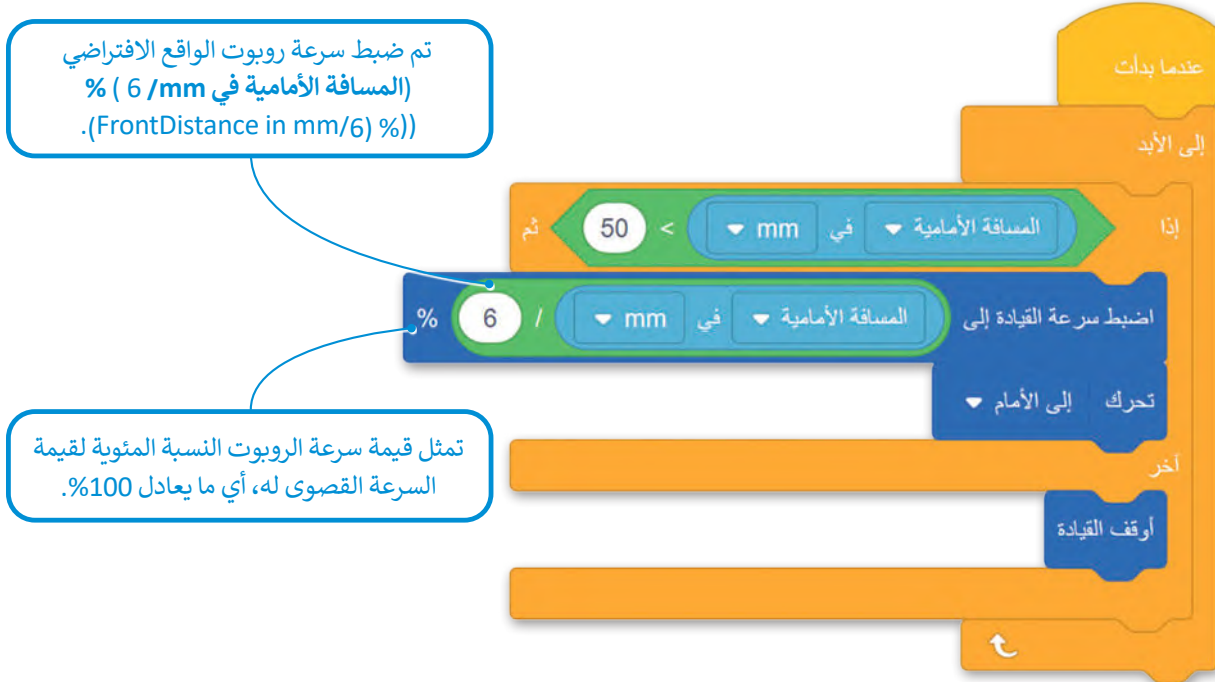 تم ضبط سرعة روبوت الواقع الافتراضي
(المسافة الأمامية في mm/ 6 ) %
((FrontDistance in mm/6) %).
عندما بدأت
إلى الأبد
إذا المسافة الأمامية في mm > 50 ثم
اضبط سرعة القيادة إلى المسافة الأمامية في mm / 6 %
تحرك إلى الأمام
آخر
أوقف القيادة
تمثل قيمة سرعة الروبوت النسبة المئوية لقيمة
السرعة القصوى له، أي ما يعادل 100%.